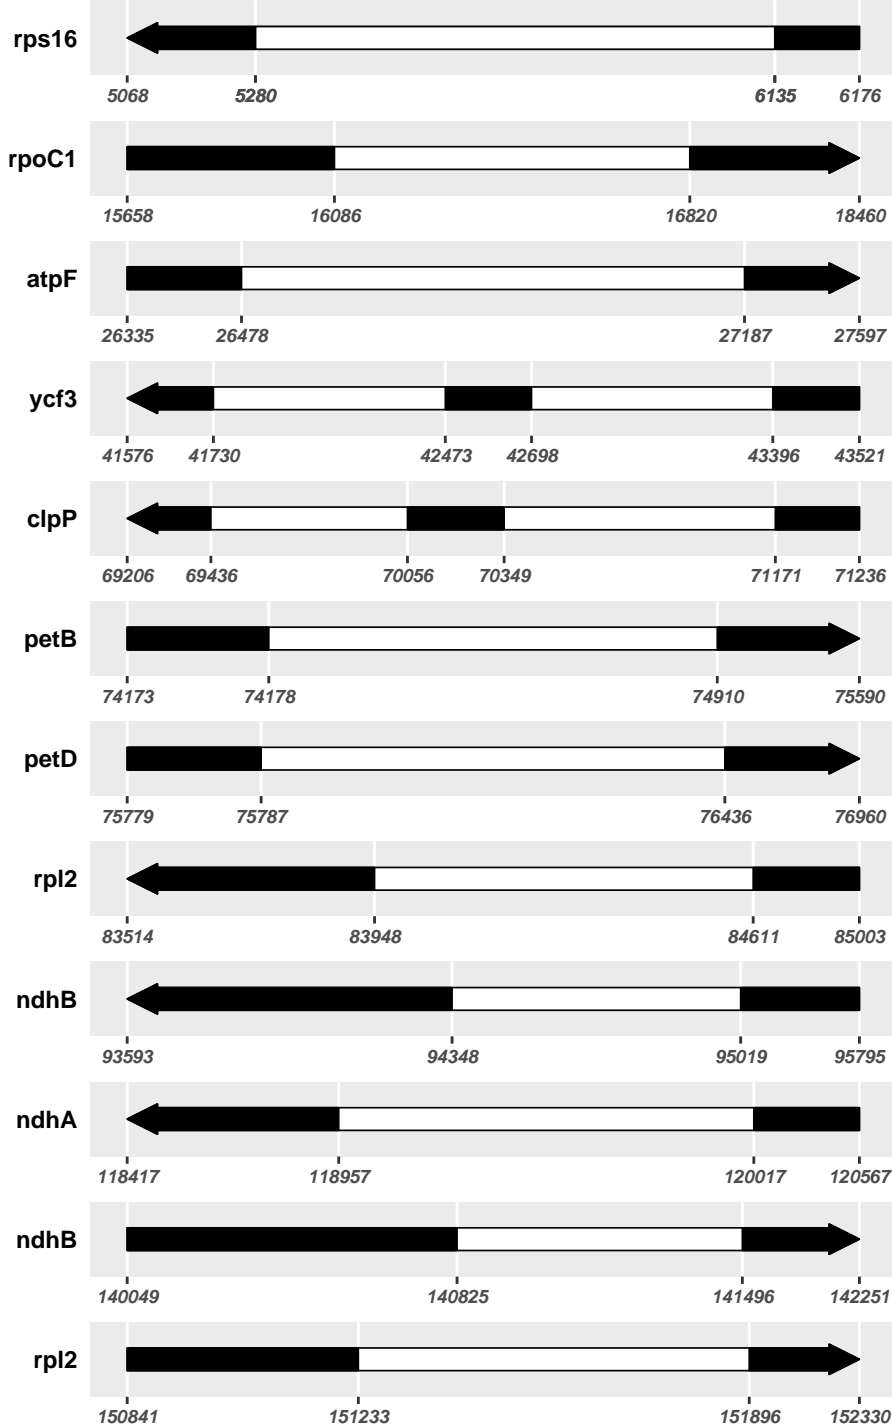 rps16
5068 5280 6135 6176
rpoC1
15658 16086 16820 18460
atpF
26335 26478 27187 27597
ycf3
41576 41730 42473 42698 43396 43521
clpP
69206 69436 70056 70349 71171 71236
petB
74173 74178 74910 75590
petD
75779 75787 76436 76960
rpl2
83514 83948 84611 85003
ndhB
93593 94348 95019 95795
ndhA
118417 118957 120017 120567
ndhB
140049 140825 141496 142251
rpl2
150841 151233 151896 152330